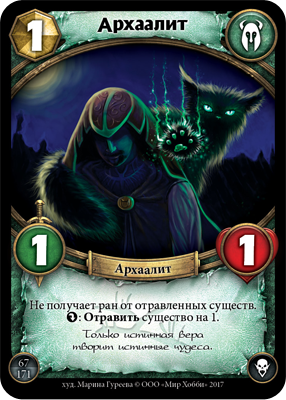 1
Архаалит
1
1
Архаалит
Не получает ран от отравленных существ.
: Отравить существо на 1.
Только истинная вера
творит истинные чудеса.
67
171
худ. Марина Гуреева © ООО «Мир Хобби» 2017